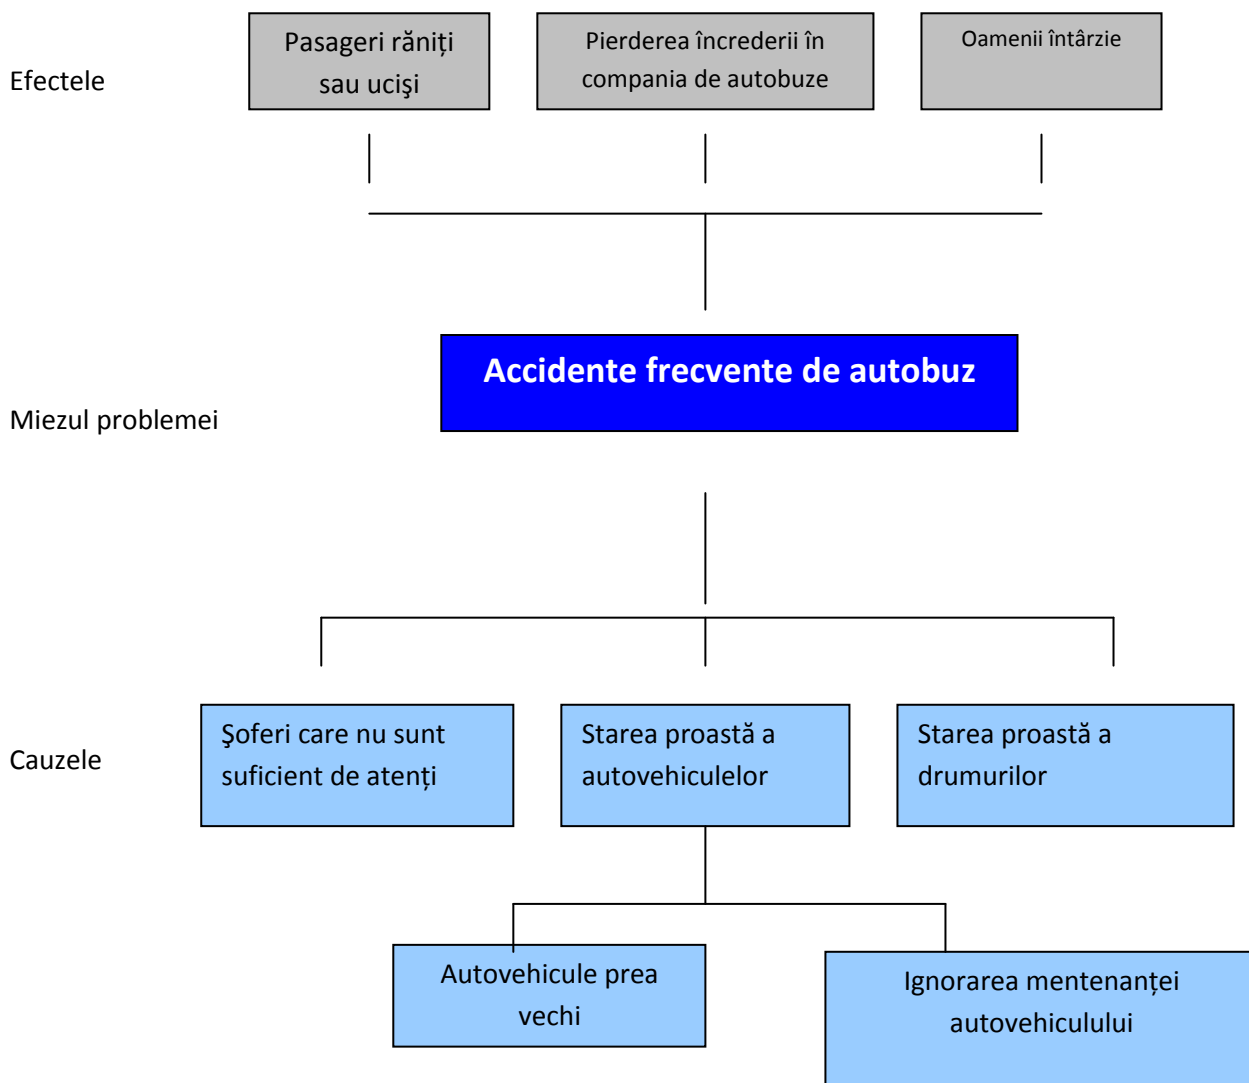 Efectele
Pasageri răniți
sau ucişi
Pierderea încrederii în
compania de autobuze
Oamenii întârzie
Miezul problemei
Accidente frecvente de autobuz
Cauzele
Şoferi care nu sunt
suficient de atenți
Starea proastă a
autovehiculelor
Starea proastă a
drumurilor
Autovehicule prea
vechi
Ignorarea mentenanței
autovehiculului